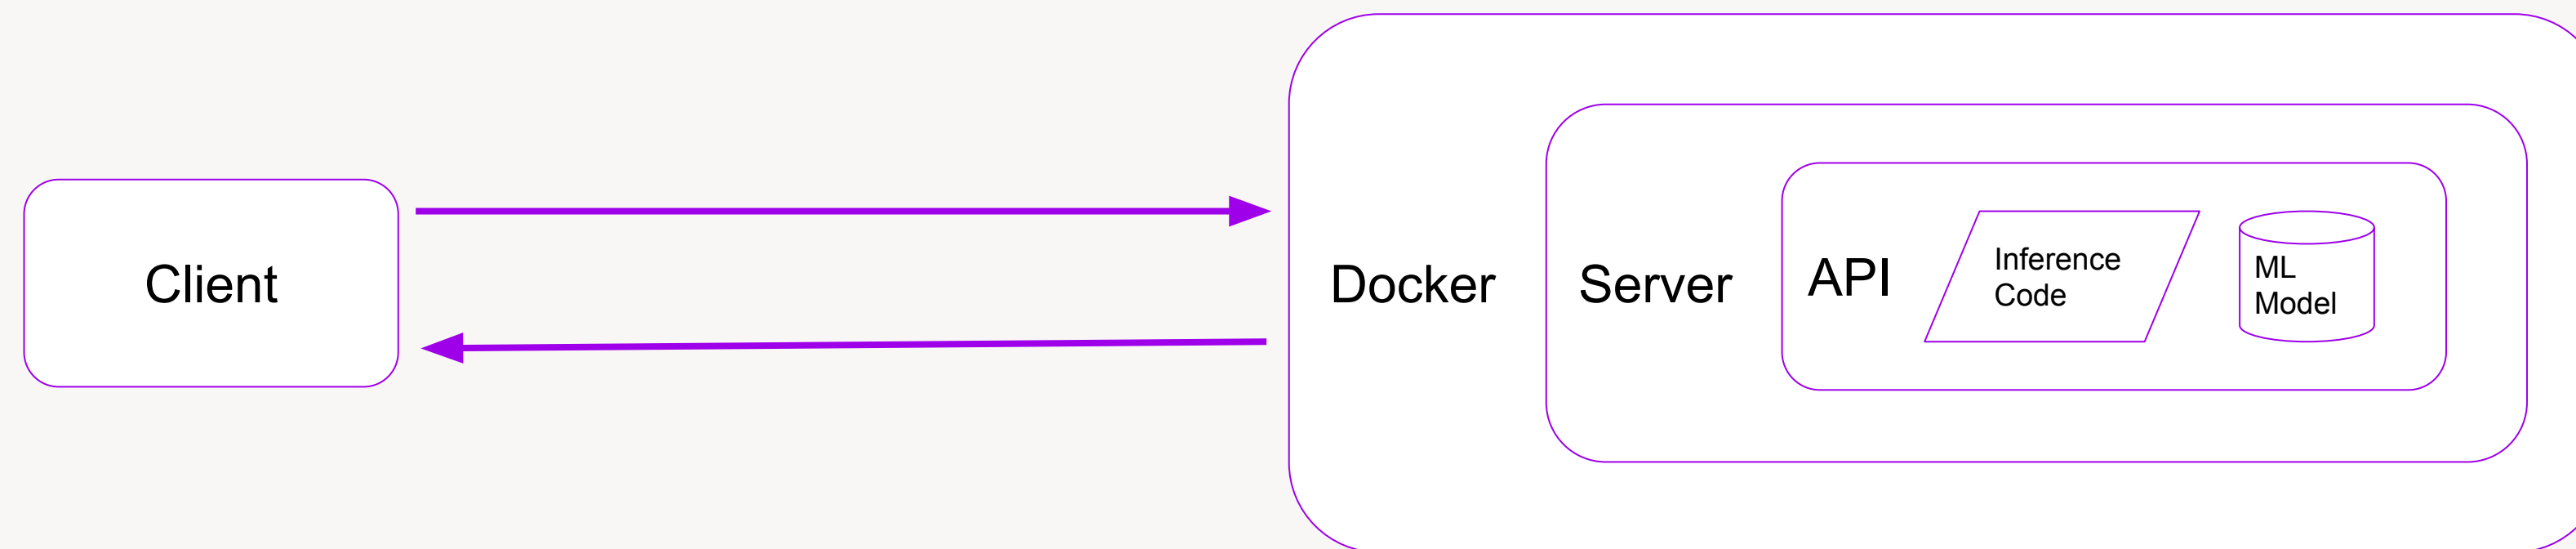 Client
Docker
Server
API
Inference
Code
ML
Model